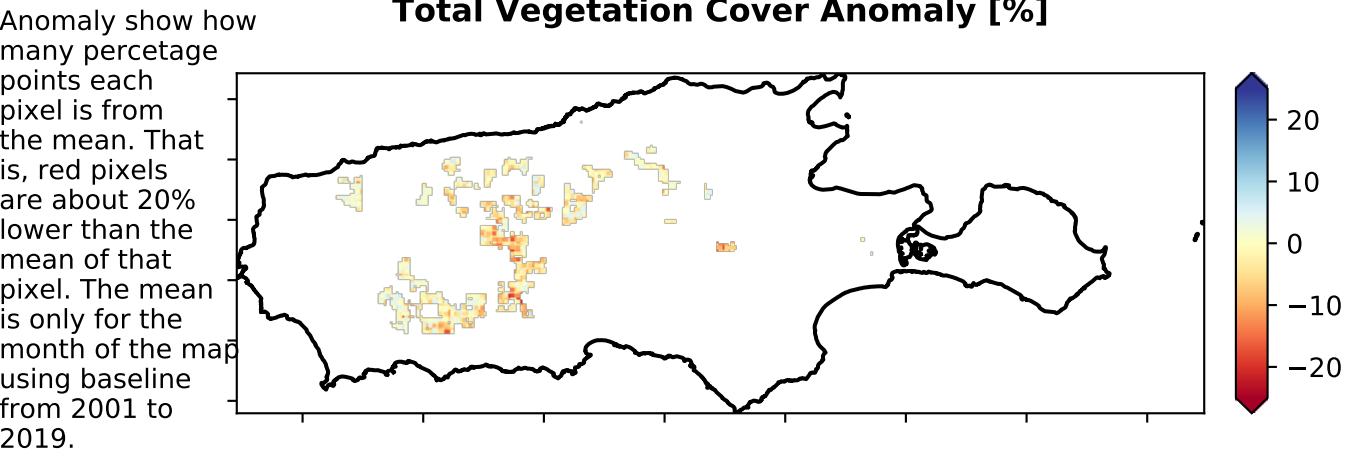 Total Vegetation Cover Anomaly [%]
Anomaly show how
many percetage
points each
pixel is from
the mean. That
is, red pixels
are about 20%
lower than the
mean of that
pixel. The mean
is only for the
month of the map
using baseline
from 2001 to
2019.
20
10
0
−10
−20